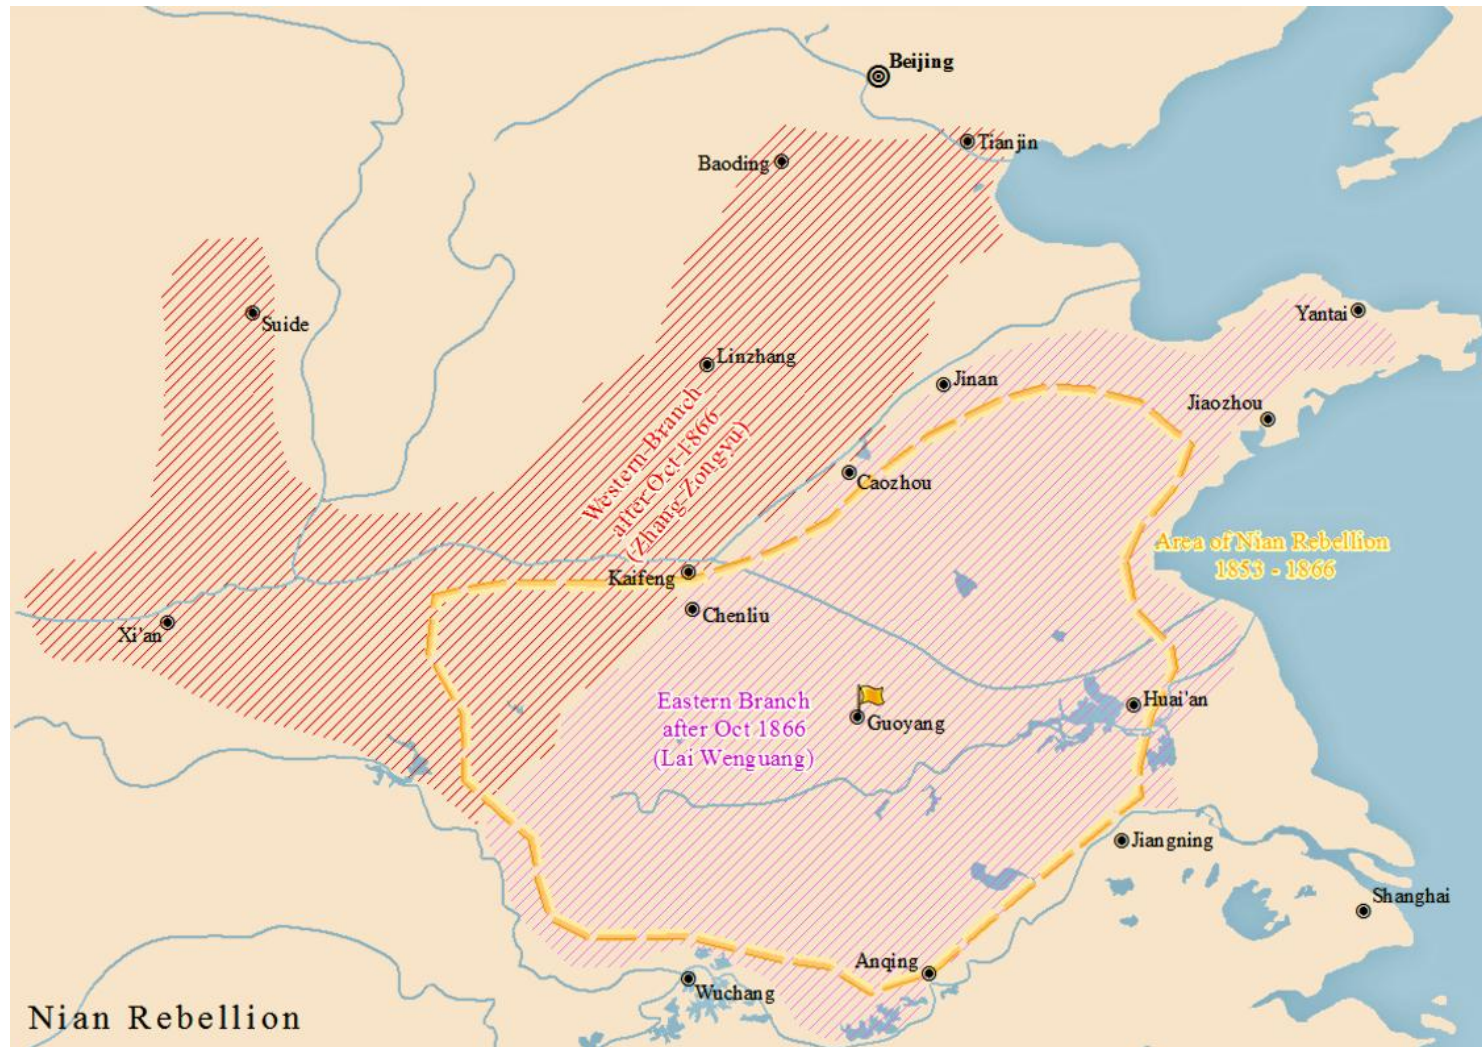 Beijing
Tianjin
Baoding
Suide
Yantai
Linzhang
Jinan
Jiaozhou
Western Branch
after Oct 1866
(Zhang Zongyu)
Caozhou
Area of Nian Rebellion
1853 - 1866
Kaifeng
Chenliu
Xi'an
Eastern Branch
after Oct 1866
(Lai Wenguang)
Guoyang
Huai'an
Jiangning
Shanghai
Anqing
Wuchang
Nian Rebellion